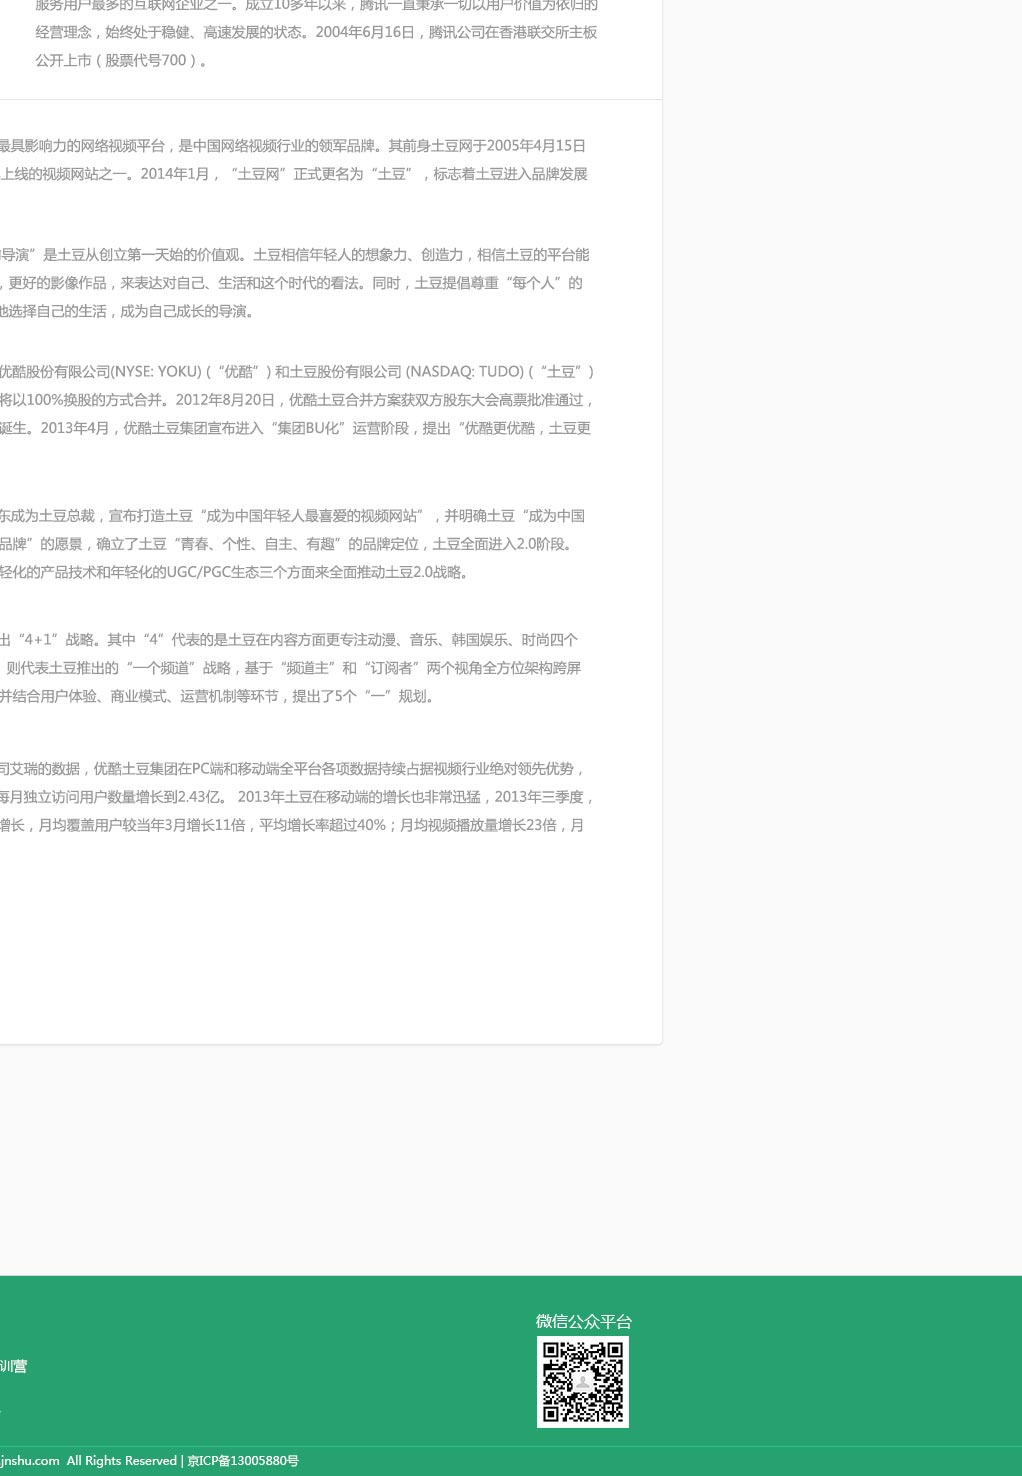 服务用户最多的互联网企业之一。成立10多年以来，腾讯一直秉承一切以用户价值为依归的
经营理念，始终处于稳健、高速发展的状态。2004年6月16日，腾讯公司在香港联交所主板
公开上市（股票代号700）。
最具影响力的网络视频平台，是中国网络视频行业的领军品牌。其前身土豆网于2005年4月15日
上线的视频网站之一。2014年1月，“土豆网”正式更名为“土豆”，标志着土豆进入品牌发展
导演”是土豆从创立第一天始的价值观。土豆相信年轻人的想象力、创造力，相信土豆的平台能
，更好的影像作品，来表达对自己、生活和这个时代的看法。同时，土豆提倡尊重“每个人”的
他选择自己的生活，成为自己成长的导演。
优酷股份有限公司(NYSE: YOKU)（“优酷”）和土豆股份有限公司 (NASDAQ: TUDO)（“土豆”）
将以100%换股的方式合并。2012年8月20日，优酷土豆合并方案获双方股东大会高票批准通过，
诞生。2013年4月，优酷土豆集团宣布进入“集团BU化”运营阶段，提出“优酷更优酷，土豆更
东成为土豆总裁，宣布打造土豆“成为中国年轻人最喜爱的视频网站”，并明确土豆“成为中国
品牌”的愿景，确立了土豆“青春、个性、自主、有趣”的品牌定位，土豆全面进入2.0阶段。
轻化的产品技术和年轻化的UGC/PGC生态三个方面来全面推动土豆2.0战略。
出“4+1”战略。其中“4”代表的是土豆在内容方面更专注动漫、音乐、韩国娱乐、时尚四个
则代表土豆推出的“一个频道”战略，基于“频道主”和“订阅者”两个视角全方位架构跨屏
并结合用户体验、商业模式、运营机制等环节，提出了5个“一”规划。
司艾瑞的数据，优酷土豆集团在PC端和移动端全平台各项数据持续占据视频行业绝对领先优势，
每月独立访问用户数量增长到2.43亿。 2013年土豆在移动端的增长也非常迅猛，2013年三季度，
增长，月均覆盖用户较当年3月增长11倍，平均增长率超过40%；月均视频播放量增长23倍，月
微信公众平台
训营
jnshu.com All Rights Reserved | 京ICP备13005880号